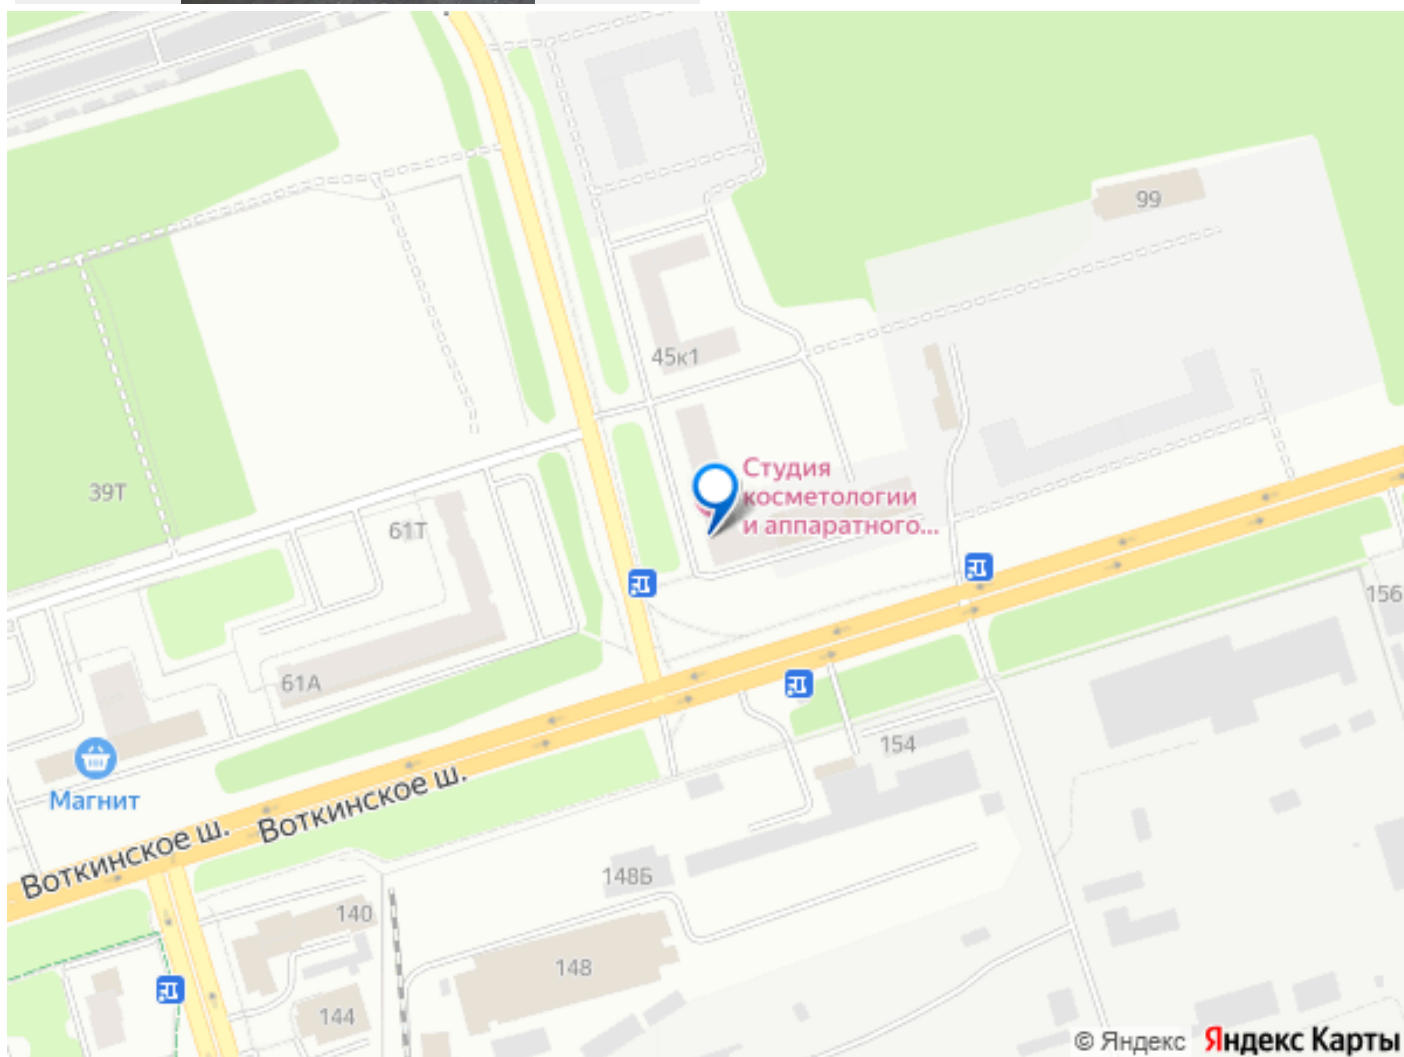 99
45к1
Студия
косметологии
и аппаратного...
39Т
61Т
156
61А
154
Магнит
Воткинское ш.
Воткинское ш.
148Б
140
148
144
© Яндекс Яндекс Карты